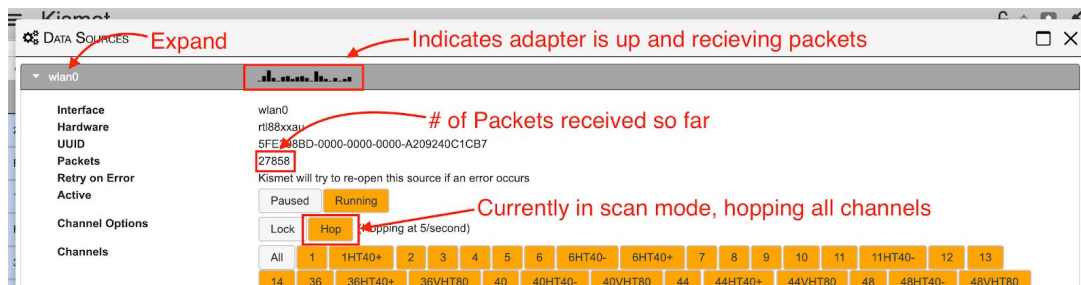 Kismet
DATA SOURCES
Expand
Indicates adapter is up and recieving packets
wlan0
Interface wlan0
Hardware rtl88xxau
# of Packets received so far
UUID 5FE298BD-0000-0000-0000-A209240C1CB7
Packets 27858
Retry on Error Kismet will try to re-open this source if an error occurs
Active Paused Running
Currently in scan mode, hopping all channels
Channel Options Lock Hop (Hopping at 5/second)
Channels All 1 1HT40+ 2 3 4 5 6 6HT40- 6HT40+ 7 8 9 10 11 11HT40- 12 13
14 36 36HT40+ 36VHT80 40 40HT40- 40VHT80 44 44HT40+ 44VHT80 48 48HT40- 48VHT80